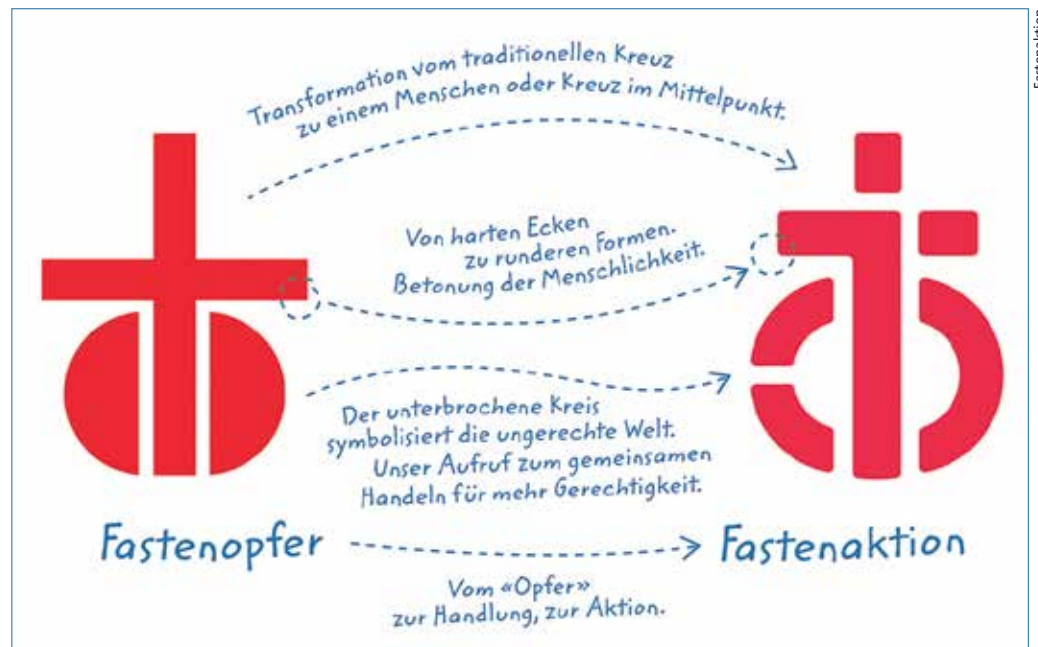 Transformation vom traditionellen Kreuz
zu einem Menschen oder Kreuz im Mittelpunkt.
Von harten Ecken
zu runderen Formen.
Betonung der Menschlichkeit.
Der unterbrochene Kreis
symbolisiert die ungerechte Welt.
Unser Aufruf zum gemeinsamen
Handeln für mehr Gerechtigkeit.
Fastenopfer
Fastenaktion
Vom «Opfer»
zur Handlung, zur Aktion.
Fastenaktion